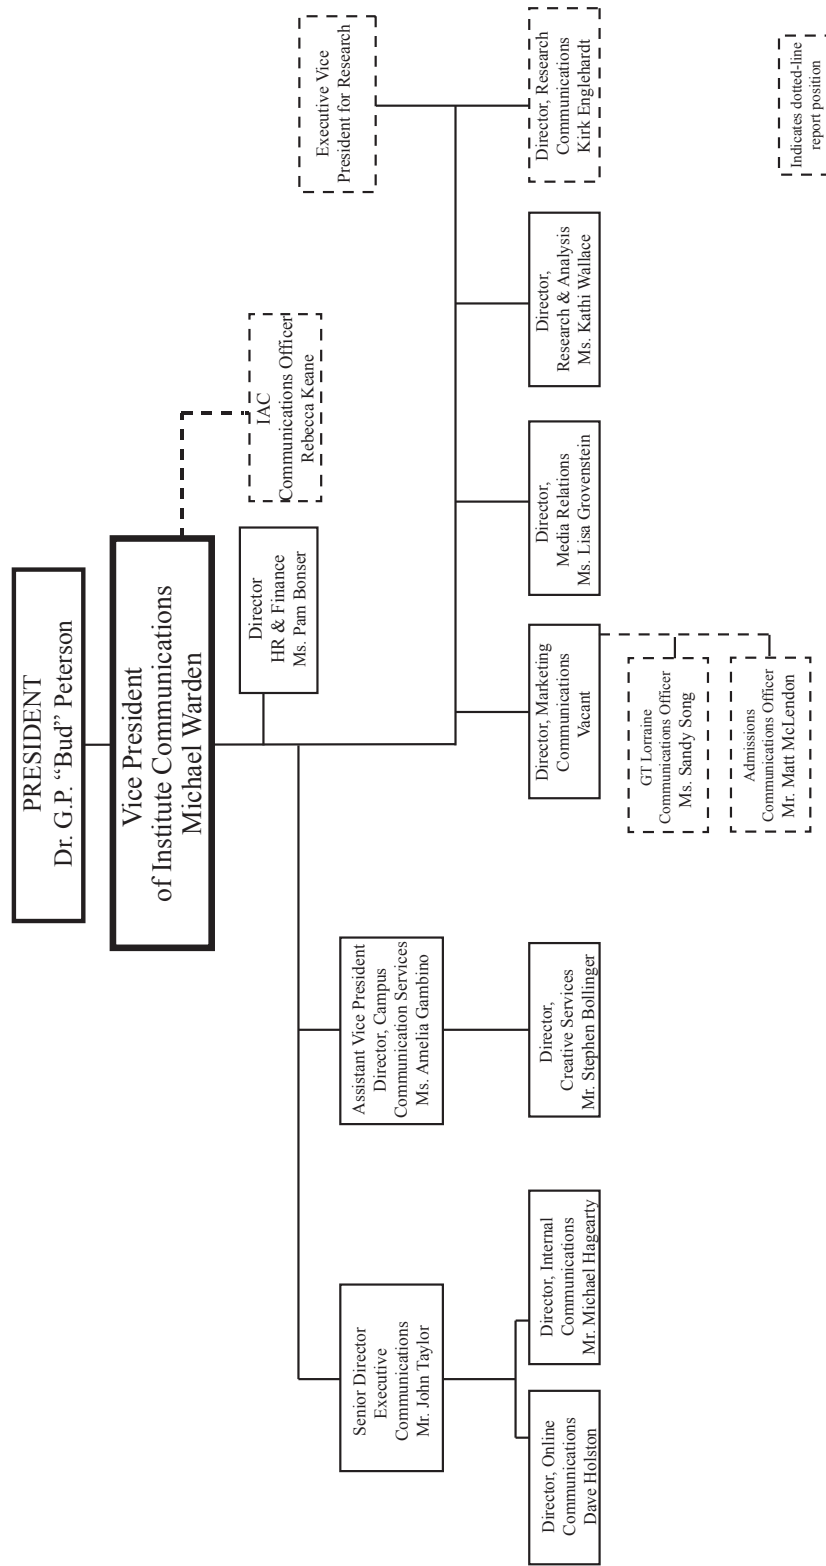 PRESIDENT
Dr. G.P. “Bud” Peterson
Vice President
of Institute Communications
Michael Warden
Director
HR & Finance
Ms. Pam Bonser
IAC
Communications Officer
Rebecca Keane
Executive Vice
President for Research
Senior Director
Executive
Communications
Mr. John Taylor
Assistant Vice President
Director, Campus
Communication Services
Ms. Amelia Gambino
Director, Online
Communications
Dave Holston
Director, Internal
Communications
Mr. Michael Hagearty
Director,
Creative Services
Mr. Stephen Bollinger
Director, Marketing
Communications
Vacant
Director,
Media Relations
Ms. Lisa Grovenstein
Director,
Research & Analysis
Ms. Kathi Wallace
Director, Research
Communications
Kirk Englehardt
GT Lorraine
Communications Officer
Ms. Sandy Song
Admissions
Communications Officer
Mr. Matt McLendon
Indicates dotted-line
report position